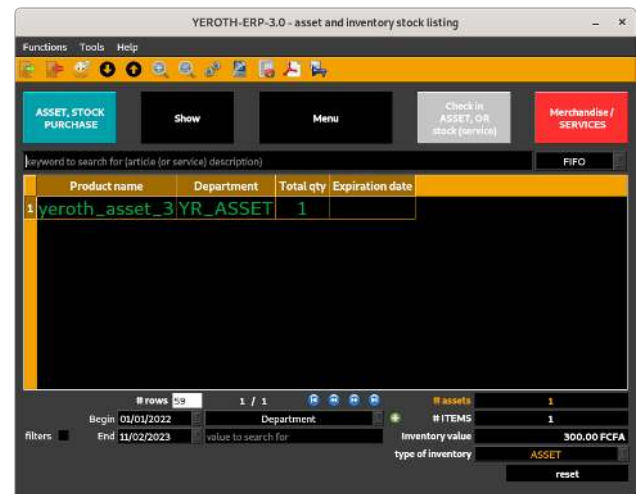 YEROTH-ERP-3.0 - asset and inventory stock listing
Functions Tools Help
ASSET, STOCK
PURCHASE
Show
Menu
Check in
ASSET, OR
stock (service)
Merchandise /
SERVICES
keyword to search for (article (or service) description)
FIFO
Product name Department Total qty Expiration date
1 yeroth_asset_3 YR_ASSET 1
# rows 59 1 / 1 # assets 1
Begin 01/01/2022 Department # ITEMS 1
filters End 11/02/2023 value to search for Inventory value 300.00 FCFA
type of inventory ASSET
reset